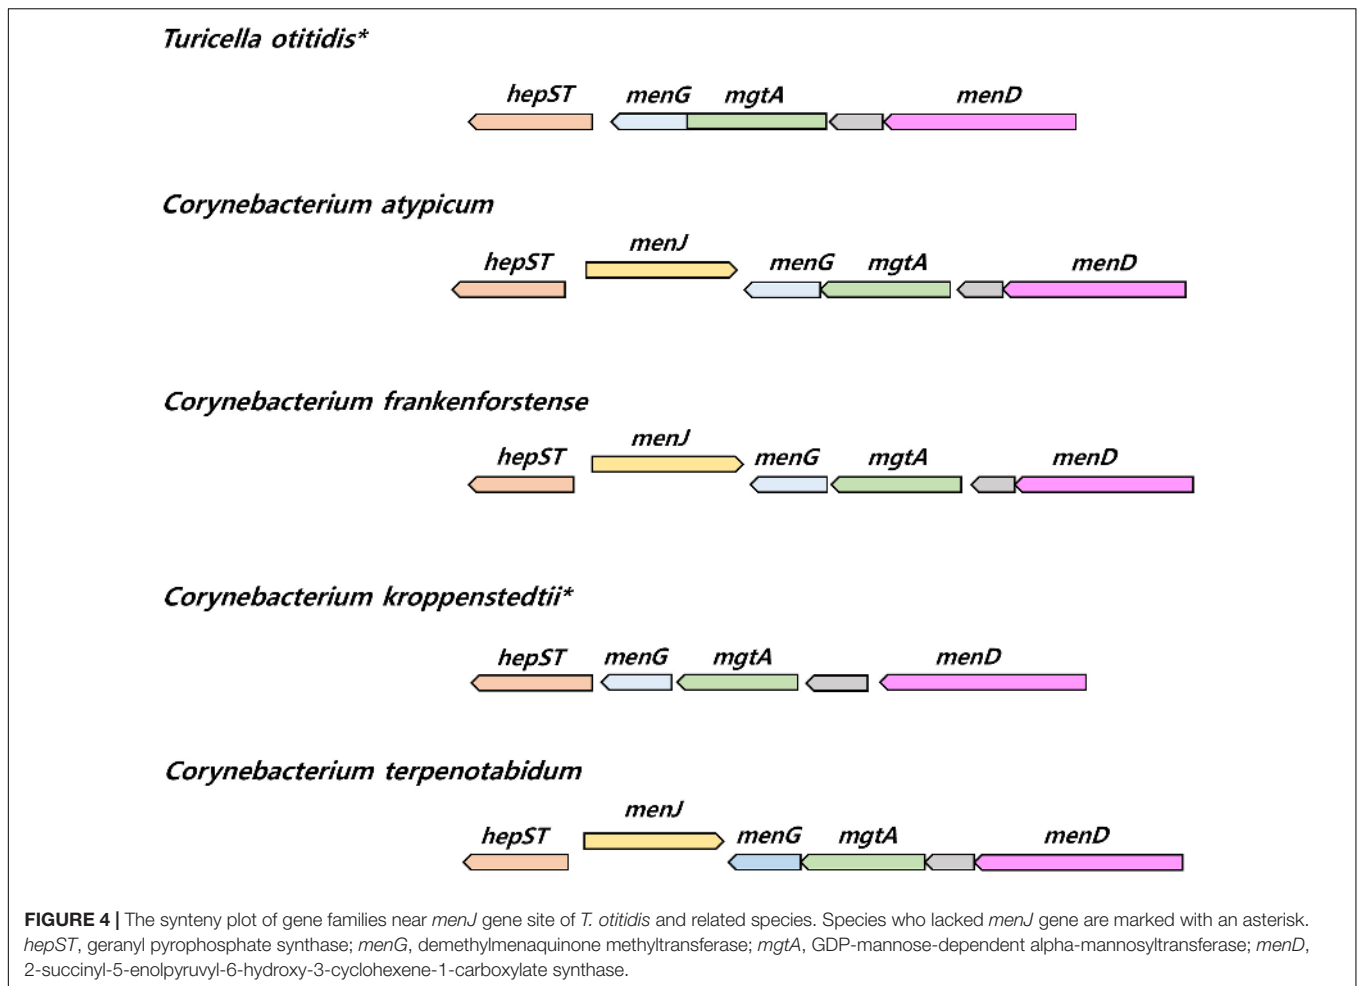 Turicella otitidis*
hepST menG mgtA menD
Corynebacterium atypicum
menJ
hepST menG mgtA menD
Corynebacterium frankenforstense
menJ
hepST menG mgtA menD
Corynebacterium kroppenstedtii*
hepST menG mgtA menD
Corynebacterium terpenotabidum
menJ
hepST menG mgtA menD
FIGURE 4 | The synteny plot of gene families near menJ gene site of T. otitidis and related species. Species who lacked menJ gene are marked with an asterisk.
hepST, geranyl pyrophosphate synthase; menG, demethylmenaquinone methyltransferase; mgtA, GDP-mannose-dependent alpha-mannosyltransferase; menD,
2-succinyl-5-enolpyruvyl-6-hydroxy-3-cyclohexene-1-carboxylate synthase.